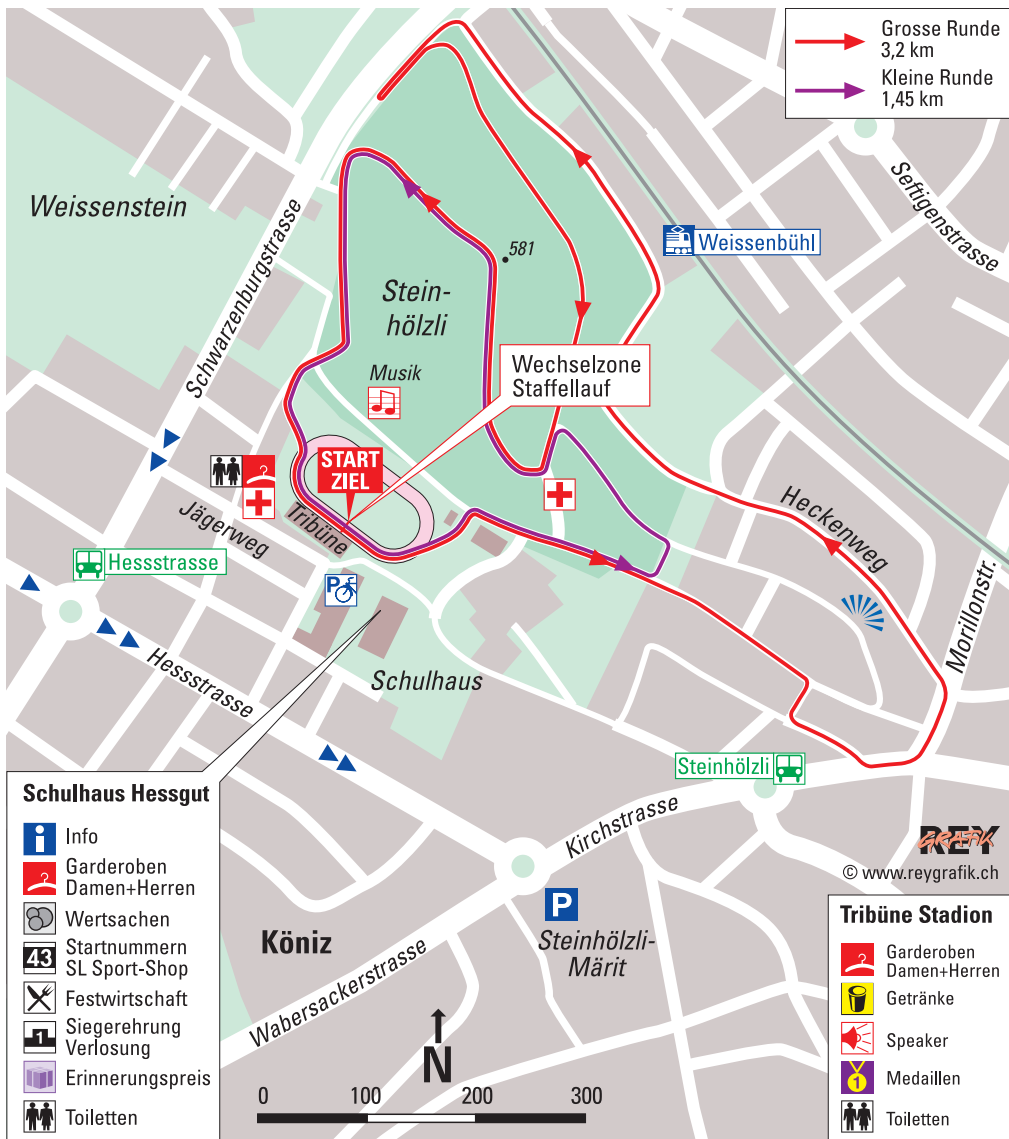 Grosse Runde
3,2 km
Kleine Runde
1,45 km
Weissenstein
Schwarzenburgstrasse
Seftigenstrasse
Weissenbühl
581
Stein-
hölzli
Wechselzone
Staffellauf
Musik
START
ZIEL
Tribüne
Jägerweg
Heckenweg
Morillonstr.
Hessstrasse
P
Hessstrasse
Schulhaus
Steinhölzli
Kirchstrasse
Schulhaus Hessgut
i
Info
Garderoben
Damen+Herren
Wertsachen
43
Startnummern
SL Sport-Shop
Festwirtschaft
1
Siegerehrung
Verlosung
Erinnerungspreis
Toiletten
Köniz
P
Steinhölzli-
Märit
Wabersackerstrasse
N
0 100 200 300
REY
GRAFIK
© www.reygrafik.ch
Tribüne Stadion
Garderoben
Damen+Herren
Getränke
Speaker
1
Medaillen
Toiletten